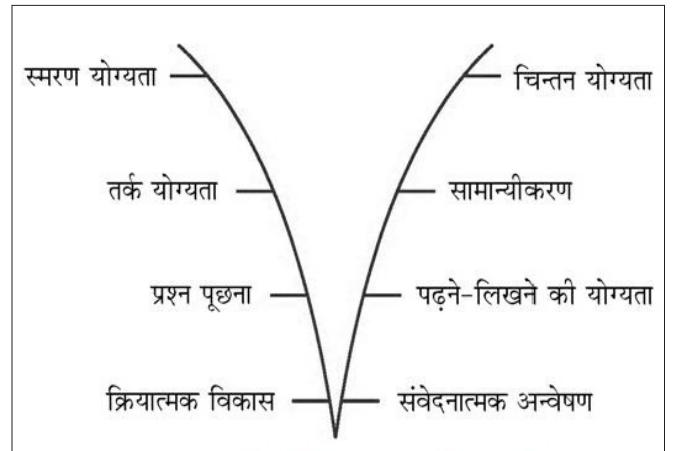 स्मरण योग्यता
चिन्तन योग्यता
तर्क योग्यता
सामान्यीकरण
प्रश्न पूछना
पढ़ने-लिखने की योग्यता
क्रियात्मक विकास
संवेदनात्मक अन्वेषण